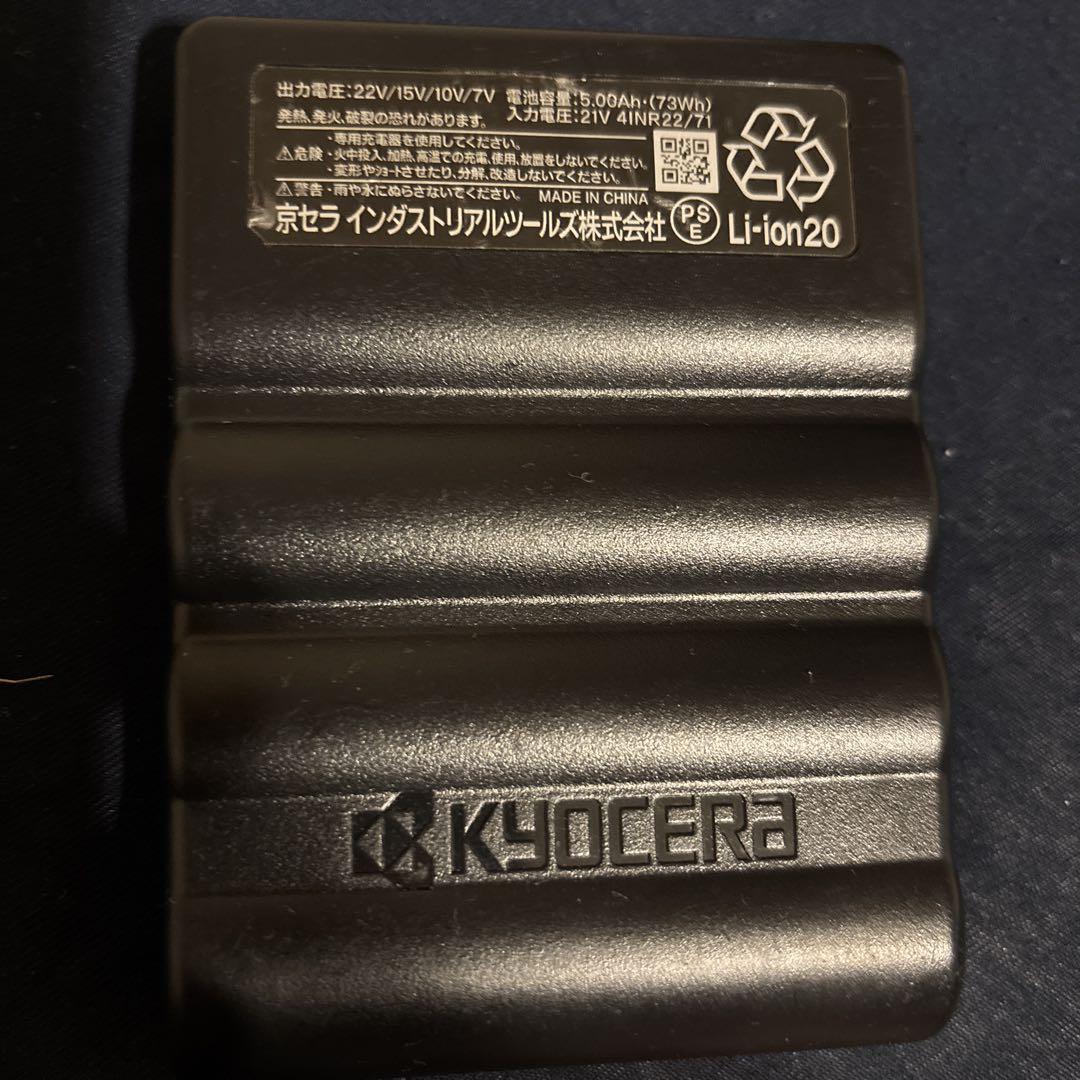 出力電圧:22V/15V/10V/7V 電池容量:5.00Ah・(73Wh)
発熱、発火、破裂の恐れがあります。 入力電圧:21V 4INR22/71
・専用充電器を使用してください。
⚠危険・火中投入、加熱、高温での充電、使用、放置をしないでください。
・変形やショートさせたり、分解、改造しないでください。
⚠警告・雨や水にぬらさないでください。 MADE IN CHINA
京セラ インダストリアルツールズ株式会社 PSE Li-ion20
KYOCERA